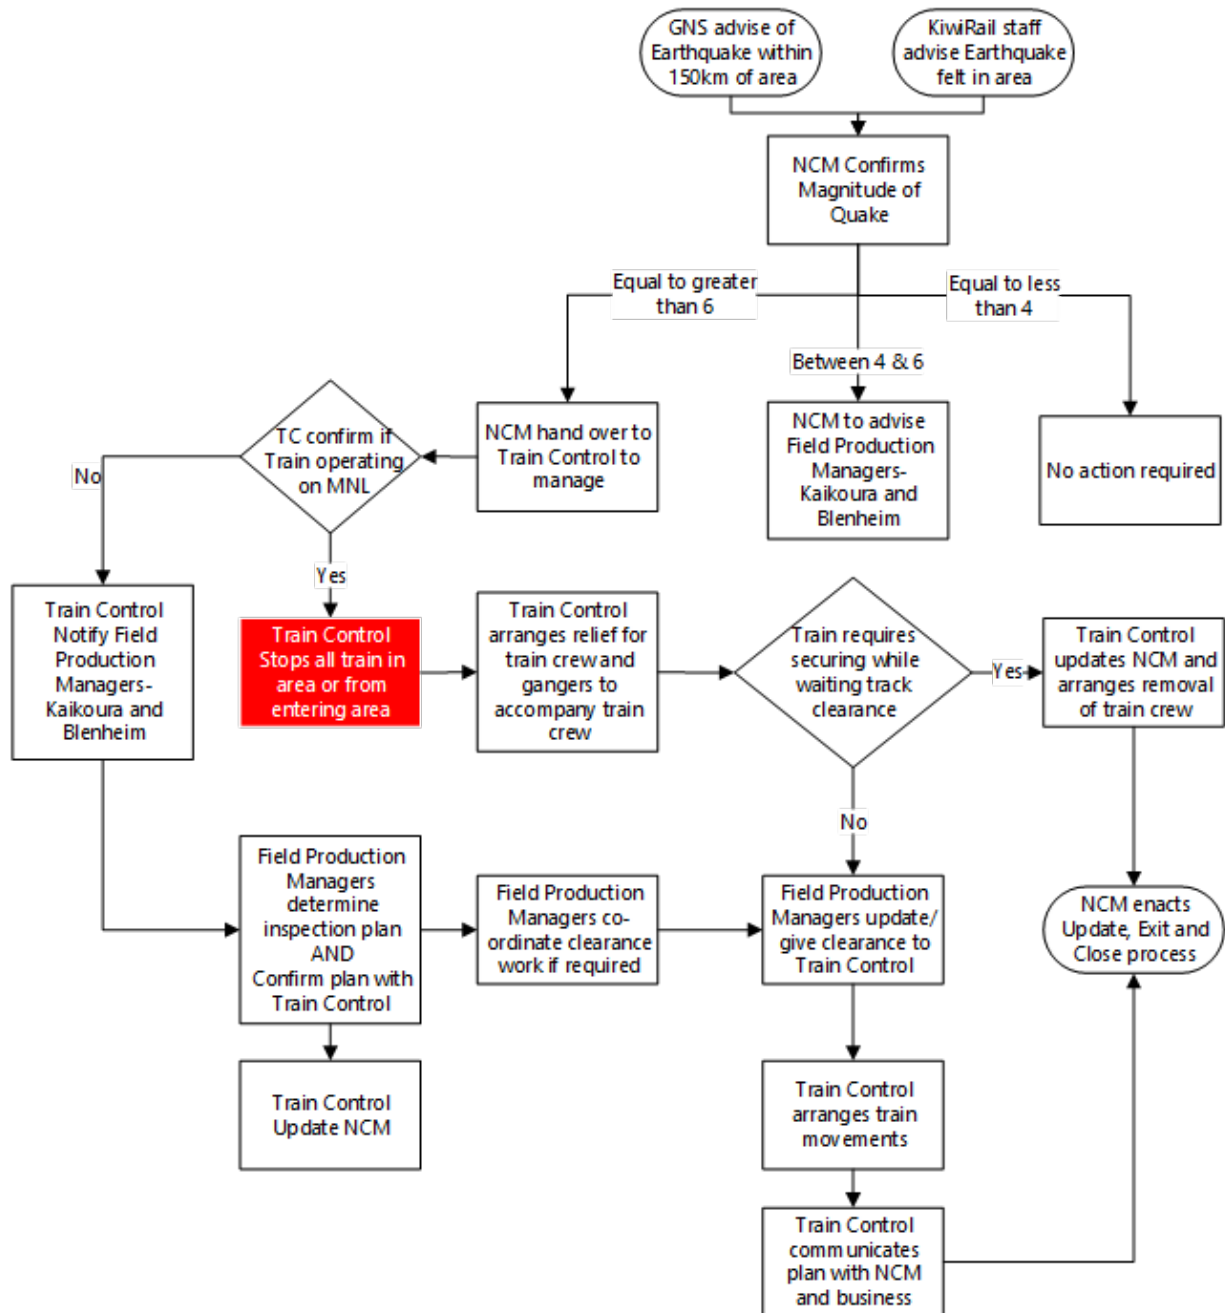 GNS advise of
Earthquake within
150km of area
KiwiRail staff
advise Earthquake
felt in area
NCM Confirms
Magnitude of
Quake
Equal to greater
than 6
Equal to less
than 4
Between 4 & 6
TC confirm if
Train operating
on MNL
NCM hand over to
Train Control to
manage
NCM to advise
Field Production
Managers-
Kaikoura and
Blenheim
No action required
No
Yes
Train Control
Notify Field
Production
Managers-
Kaikoura and
Blenheim
Train Control
Stops all train in
area or from
entering area
Train Control
arranges relief for
train crew and
gangers to
accompany train
crew
Train requires
securing while
waiting track
clearance
Yes
Train Control
updates NCM and
arranges removal
of train crew
No
Field Production
Managers
determine
inspection plan
AND
Confirm plan with
Train Control
Field Production
Managers co-
ordinate clearance
work if required
Field Production
Managers update/
give clearance to
Train Control
NCM enacts
Update, Exit and
Close process
Train Control
Update NCM
Train Control
arranges train
movements
Train Control
communicates
plan with NCM
and business